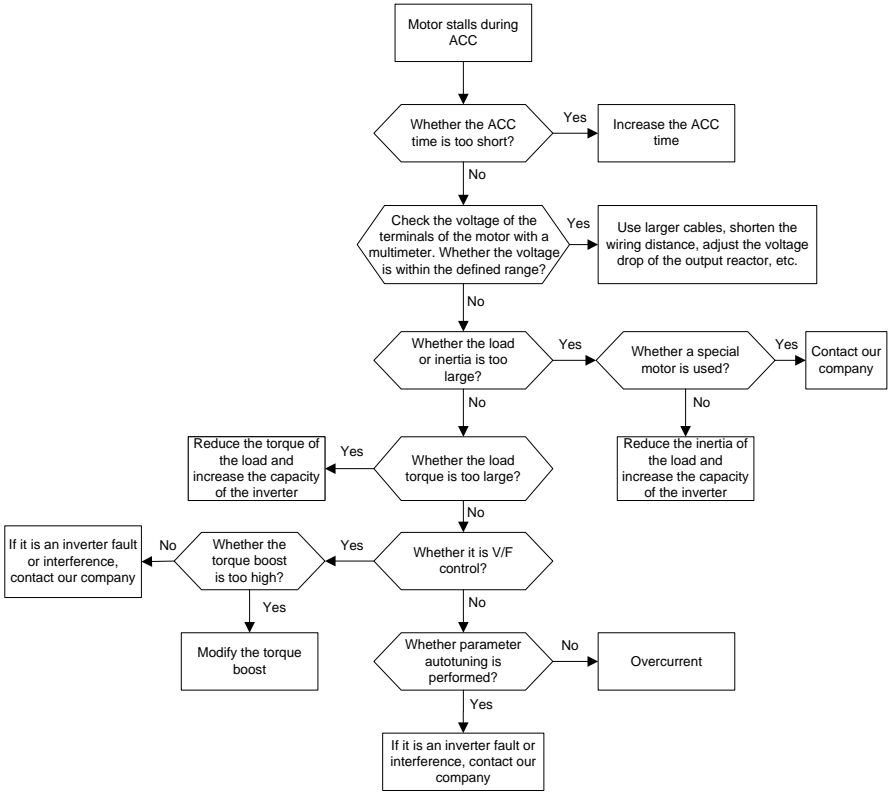 Motor stalls during
ACC
Whether the ACC
time is too short?
Yes
Increase the ACC
time
No
Check the voltage of the
terminals of the motor with a
multimeter. Whether the voltage
is within the defined range?
Yes
Use larger cables, shorten the
wiring distance, adjust the voltage
drop of the output reactor, etc.
No
Whether the load
or inertia is too
large?
Yes
Whether a special
motor is used?
Yes
Contact our
company
No
No
Reduce the torque of
the load and
increase the capacity
of the inverter
Yes
Whether the load
torque is too large?
Reduce the inertia of
the load and
increase the capacity
of the inverter
No
If it is an inverter fault
or interference,
contact our company
No
Whether the
torque boost
is too high?
Yes
Whether it is V/F
control?
Yes
No
Modify the torque
boost
Whether parameter
autotuning is
performed?
No
Overcurrent
Yes
If it is an inverter fault or
interference, contact our
company